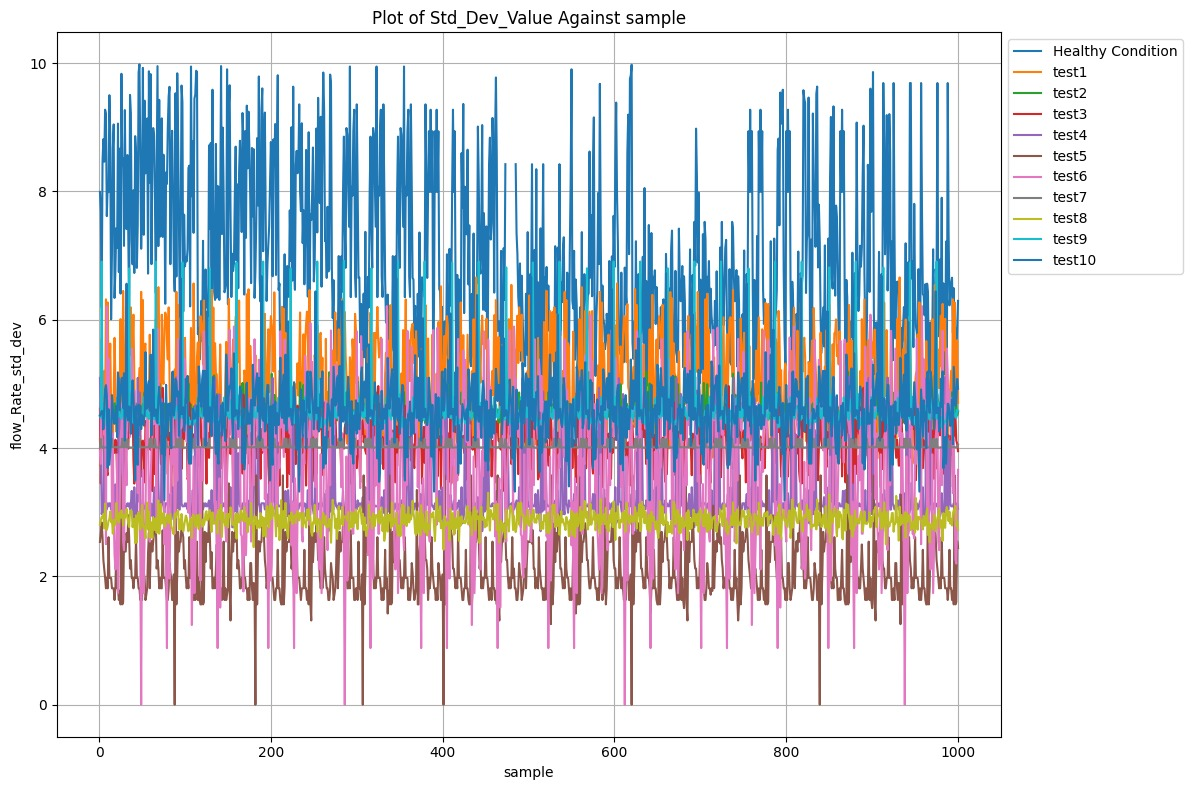 Plot of Std_Dev_Value Against sample
10
8
6
4
2
0
flow_Rate_std_dev
0 200 400 600 800 1000
sample
Healthy Condition
test1
test2
test3
test4
test5
test6
test7
test8
test9
test10